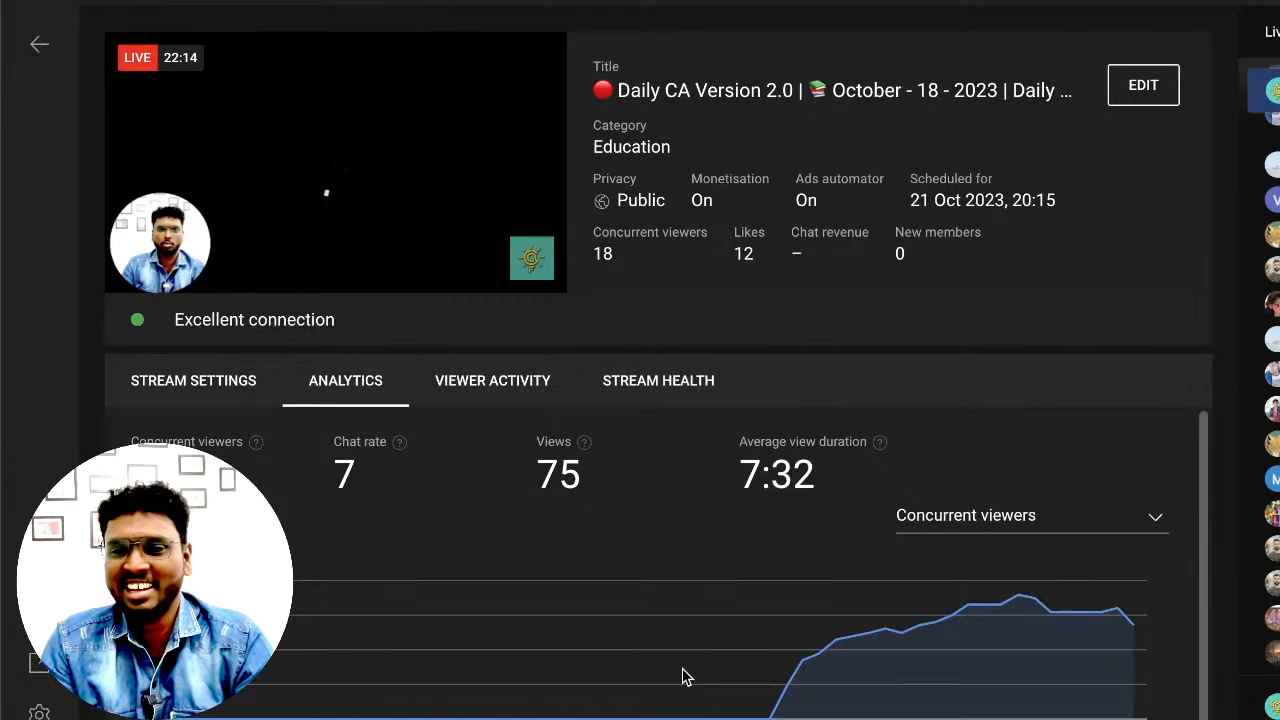 Liv
LIVE 22:14
Title
🔴 Daily CA Version 2.0 | 📚 October - 18 - 2023 | Daily ...
EDIT
Category
Education
Privacy Monetisation Ads automator Scheduled for
Public On On 21 Oct 2023, 20:15
Concurrent viewers Likes Chat revenue New members
18 12 – 0
Excellent connection
STREAM SETTINGS ANALYTICS VIEWER ACTIVITY STREAM HEALTH
Concurrent viewers ? Chat rate ? Views ? Average view duration ?
7 75 7:32
Concurrent viewers
V
M